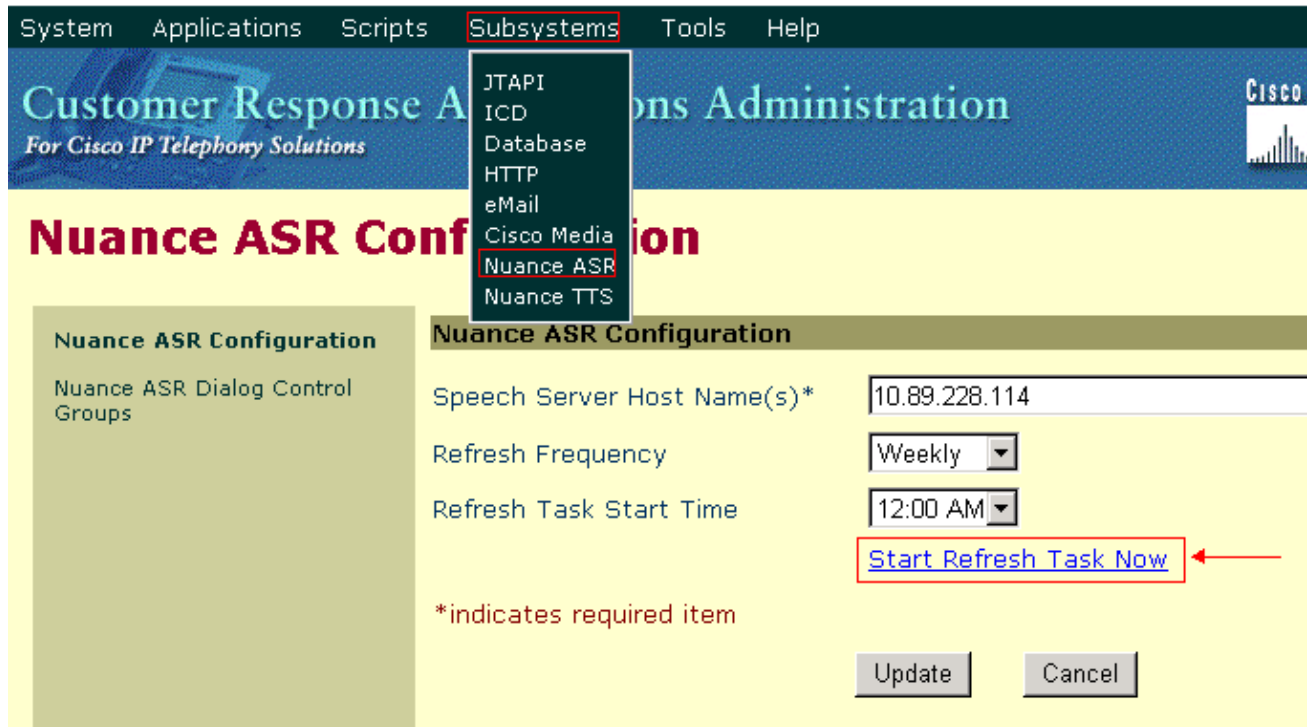 System Applications Scripts Subsystems Tools Help
Customer Response A ons Administration
For Cisco IP Telephony Solutions
CISCO
JTAPI
ICD
Database
HTTP
eMail
Cisco Media
Nuance ASR
Nuance TTS
Nuance ASR Conf ion
Nuance ASR Configuration
Nuance ASR Dialog Control
Groups
Nuance ASR Configuration
Speech Server Host Name(s)* 10.89.228.114
Refresh Frequency Weekly
Refresh Task Start Time 12:00 AM
Start Refresh Task Now
*indicates required item
Update Cancel